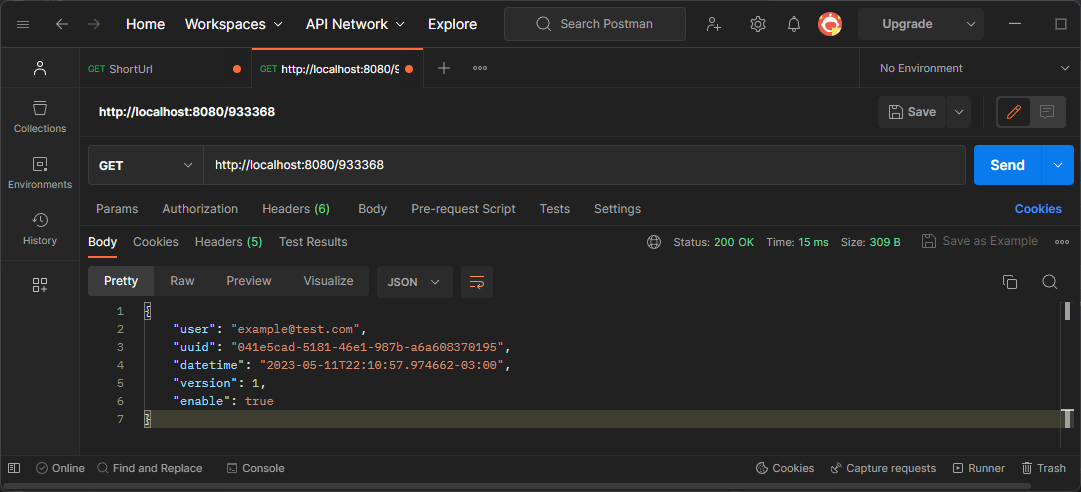 Home Workspaces API Network Explore Search Postman Upgrade
GET ShortUrl GET http://localhost:8080/9 No Environment
http://localhost:8080/933368 Save
Collections
GET http://localhost:8080/933368 Send
Environments
Params Authorization Headers (6) Body Pre-request Script Tests Settings Cookies
History
Body Cookies Headers (5) Test Results Status: 200 OK Time: 15 ms Size: 309 B Save as Example
Pretty Raw Preview Visualize JSON
1 {
2 "user": "example@test.com",
3 "uuid": "041e5cad-5181-46e1-987b-a6a608370195",
4 "datetime": "2023-05-11T22:10:57.974662-03:00",
5 "version": 1,
6 "enable": true
7 }
Online Find and Replace Console Cookies Capture requests Runner Trash